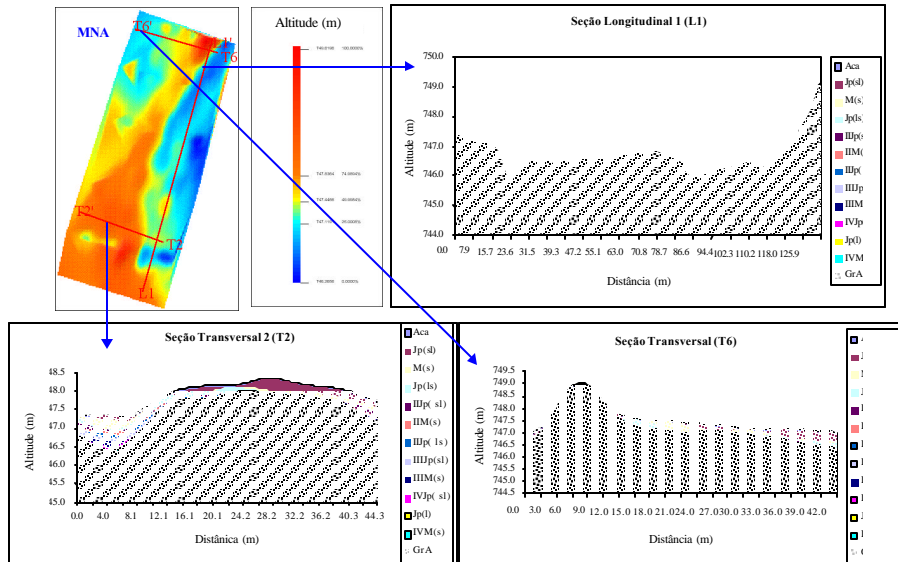 MNA
T6'
L1'
T6
T2'
T2
L1
Altitude (m)
Seção Longitudinal 1 (L1)
750.0
749.0
748.0
747.0
746.0
745.0
744.0
Altitude (m)
0.0 7.9 15.7 23.6 31.5 39.3 47.2 55.1 63.0 70.8 78.7 86.6 94.4 102.3 110.2 118.0 125.9
Distância (m)
Aca
Jp(sl)
M(s)
Jp(ls)
IIJp(s
IIM(
IIJp(
IIIJp
IIIM
IVJp
Jp(l)
IVM
GrA
Seção Transversal 2 (T2)
48.5
48.0
47.5
47.0
46.5
46.0
45.5
45.0
Altitude (m)
0.0 4.0 8.1 12.1 16.2 20.1 24.2 28.2 32.2 36.2 40.3 44.3
Distânica (m)
Aca
Jp(sl)
M(s)
Jp(ls)
IIJp( sl)
IIM(s)
IIJp( 1s)
IIIJp(sl)
IIIM(s)
IVJp( sl)
Jp(l)
IVM(s)
GrA
Seção Transversal (T6)
749.5
749.0
748.0
747.0
746.0
745.0
744.5
Altitude (m)
0.0 3.0 6.0 9.0 12.0 15.0 18.0 21.0 24.0 27.0 30.0 33.0 36.0 39.0 42.0
Distância (m)